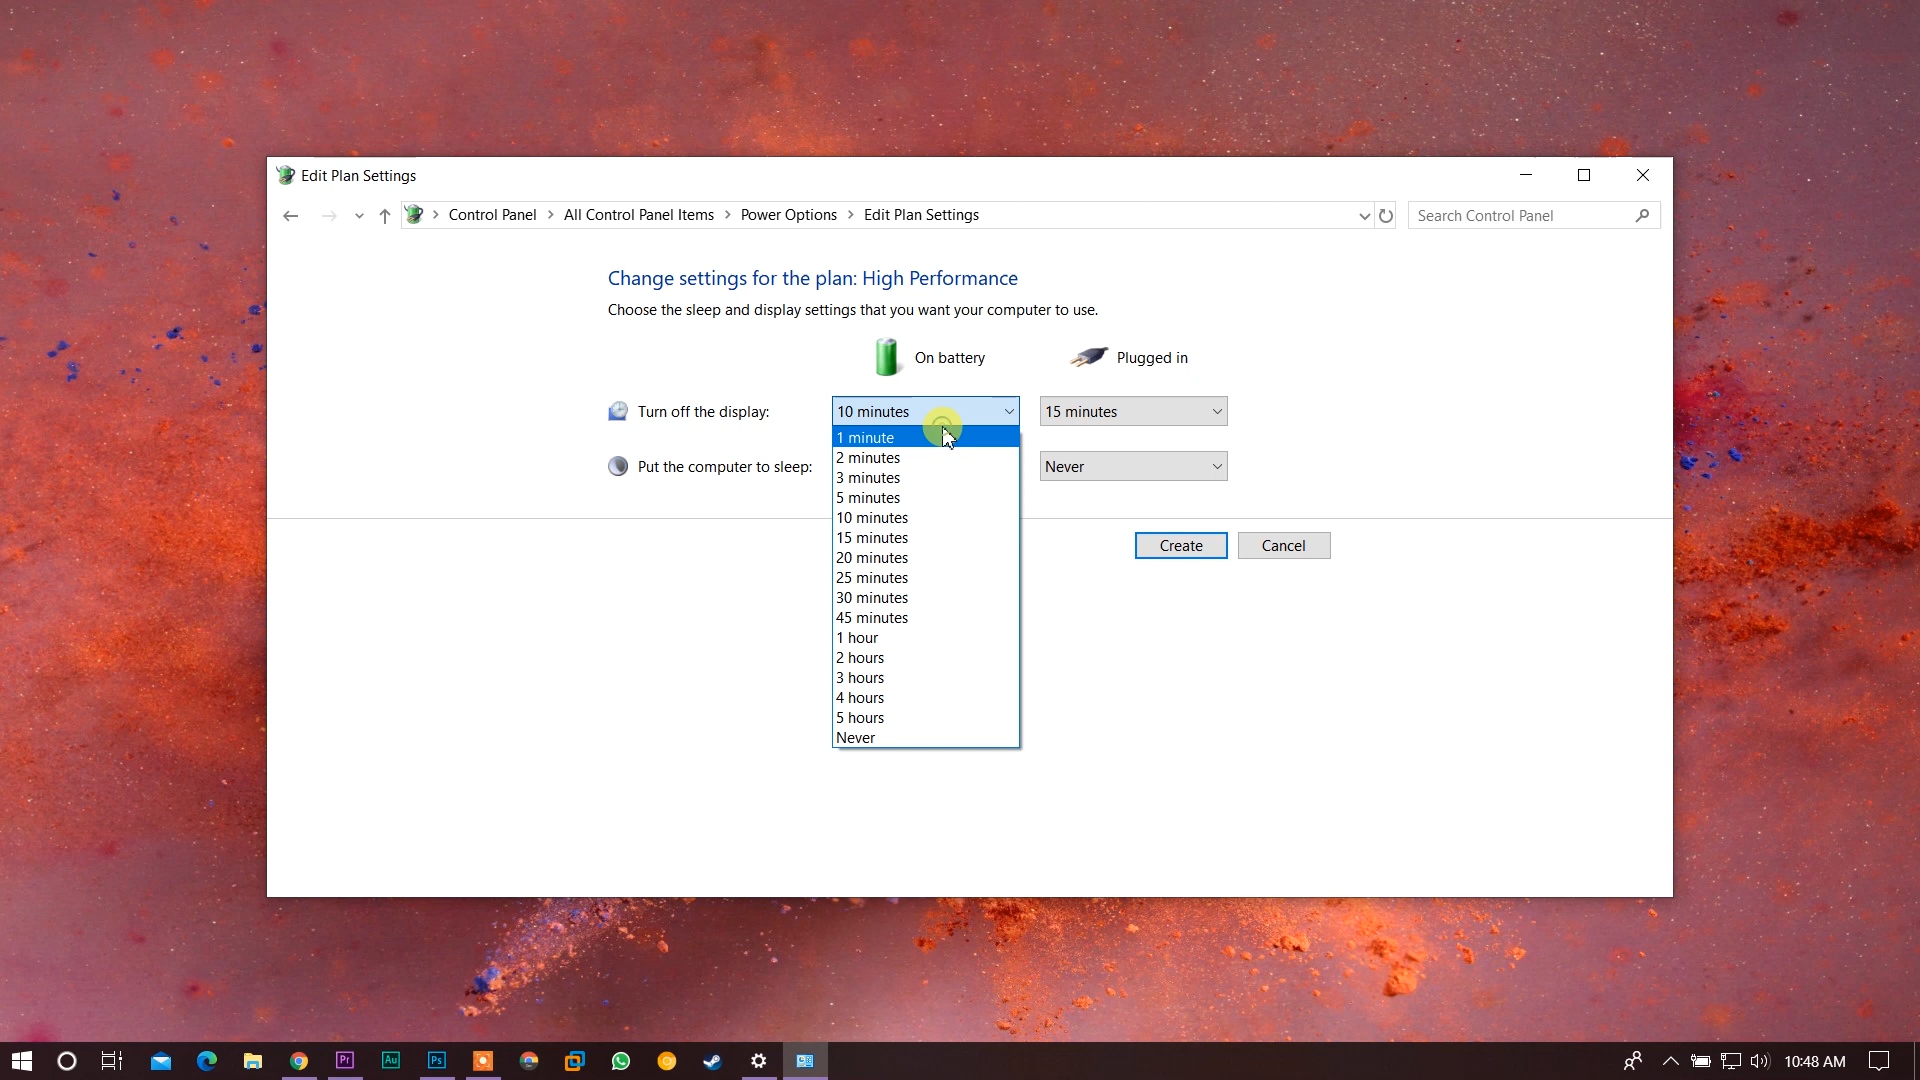 Edit Plan Settings
Control Panel > All Control Panel Items > Power Options > Edit Plan Settings
Search Control Panel
Change settings for the plan: High Performance
Choose the sleep and display settings that you want your computer to use.
On battery
Plugged in
Turn off the display:
10 minutes
15 minutes
Put the computer to sleep:
Never
1 minute
2 minutes
3 minutes
5 minutes
10 minutes
15 minutes
20 minutes
25 minutes
30 minutes
45 minutes
1 hour
2 hours
3 hours
4 hours
5 hours
Never
Create
Cancel
Pr
Au
Ps
10:48 AM